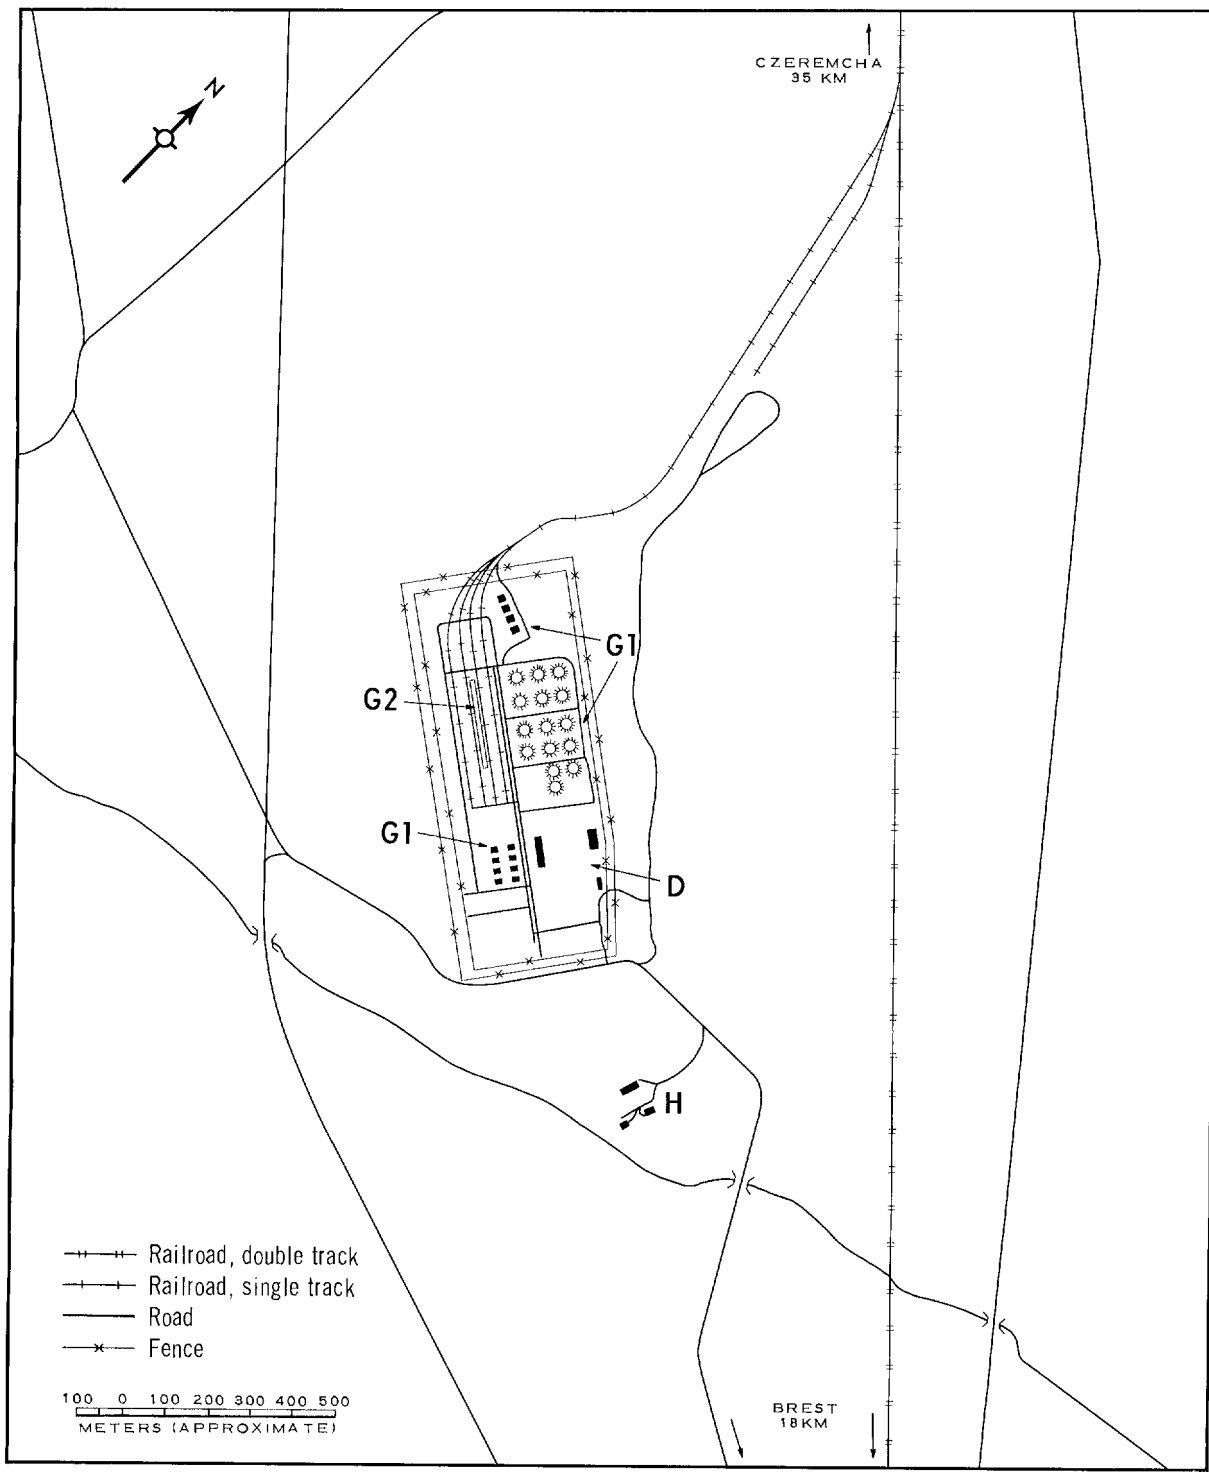 N
CZEREMCHA
35 KM
G1
G2
G1
D
H
Railroad, double track
Railroad, single track
Road
Fence
100 0 100 200 300 400 500
METERS (APPROXIMATE)
BREST
18KM